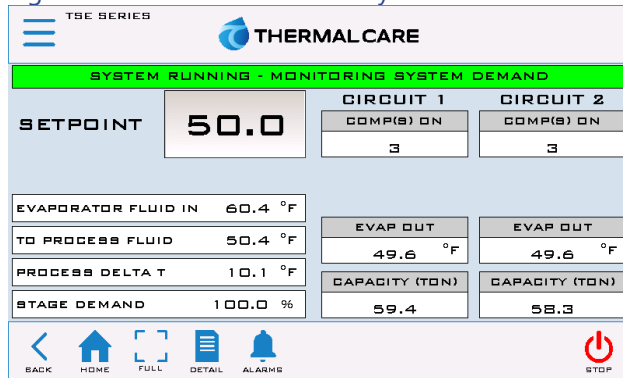 TSE SERIES
THERMALCARE
SYSTEM RUNNING - MONITORING SYSTEM DEMAND
SETPOINT 50.0
CIRCUIT 1 CIRCUIT 2
COMP(S) ON COMP(S) ON
3 3
EVAPORATOR FLUID IN 60.4 °F
TO PROCESS FLUID 50.4 °F
PROCESS DELTA T 10.1 °F
STAGE DEMAND 100.0 %
EVAP OUT EVAP OUT
49.6 °F 49.6 °F
CAPACITY (TON) CAPACITY (TON)
59.4 58.3
BACK HOME FULL DETAIL ALARMS STOP